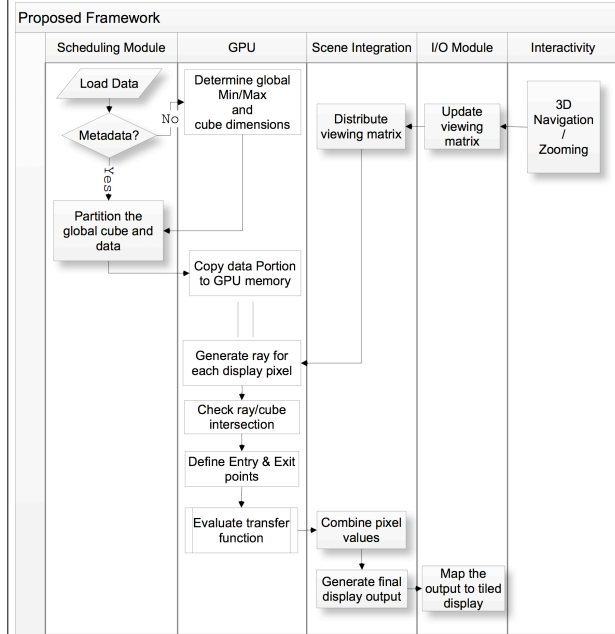 Proposed Framework
Scheduling Module
GPU
Scene Integration
I/O Module
Interactivity
Load Data
Metadata?
No
Yes
Determine global
Min/Max
and
cube dimensions
Distribute
viewing matrix
Update
viewing
matrix
3D
Navigation
/
Zooming
Partition the
global cube and
data
Copy data Portion
to GPU memory
Generate ray for
each display pixel
Check ray/cube
intersection
Define Entry & Exit
points
Evaluate transfer
function
Combine pixel
values
Generate final
display output
Map the
output to tiled
display